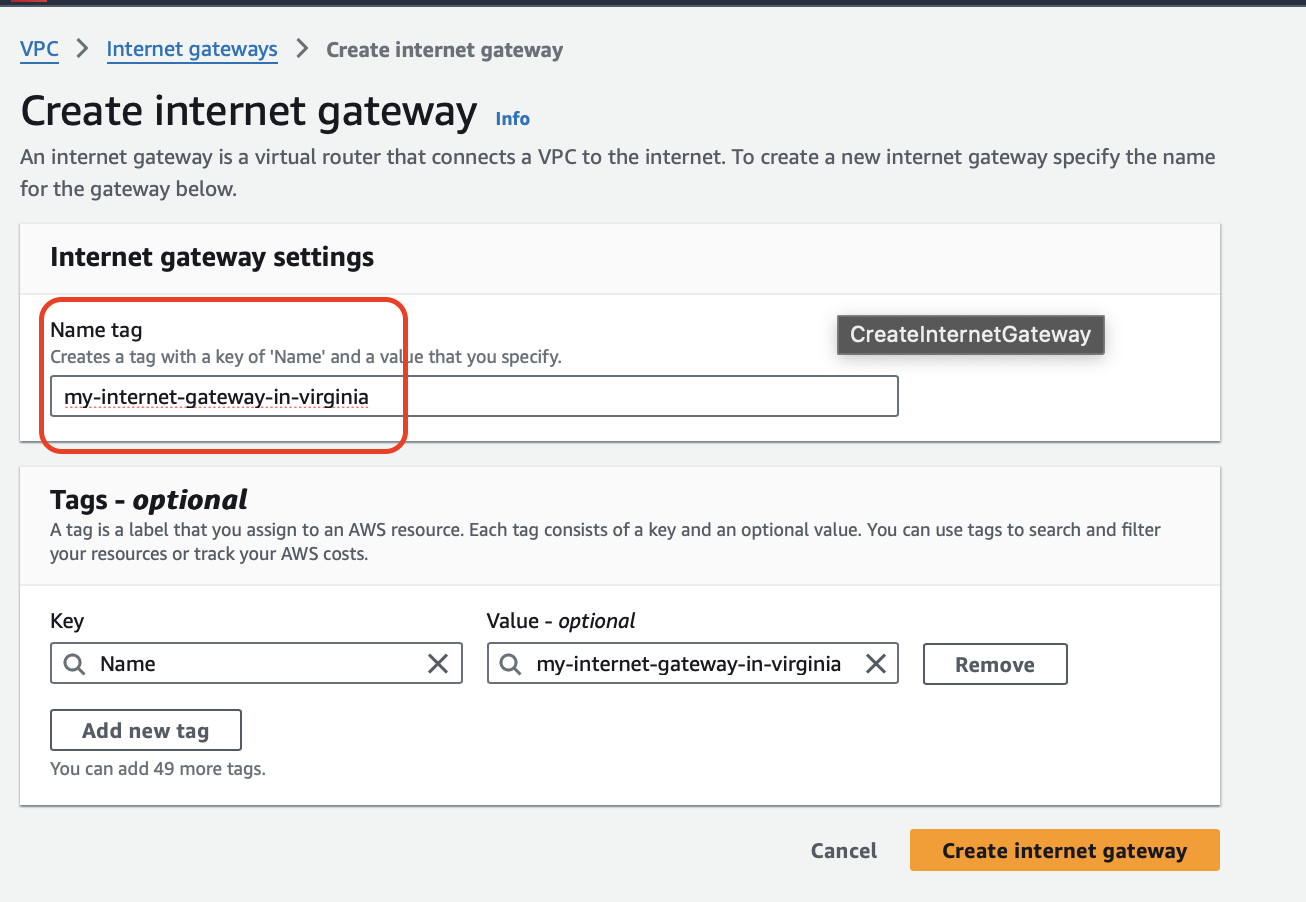 VPC > Internet gateways > Create internet gateway
Create internet gateway Info
An internet gateway is a virtual router that connects a VPC to the internet. To create a new internet gateway specify the name
for the gateway below.
Internet gateway settings
Name tag
Creates a tag with a key of 'Name' and a value that you specify.
CreateInternetGateway
my-internet-gateway-in-virginia
Tags - optional
A tag is a label that you assign to an AWS resource. Each tag consists of a key and an optional value. You can use tags to search and filter
your resources or track your AWS costs.
Key
Value - optional
Name
my-internet-gateway-in-virginia
Remove
Add new tag
You can add 49 more tags.
Cancel
Create internet gateway